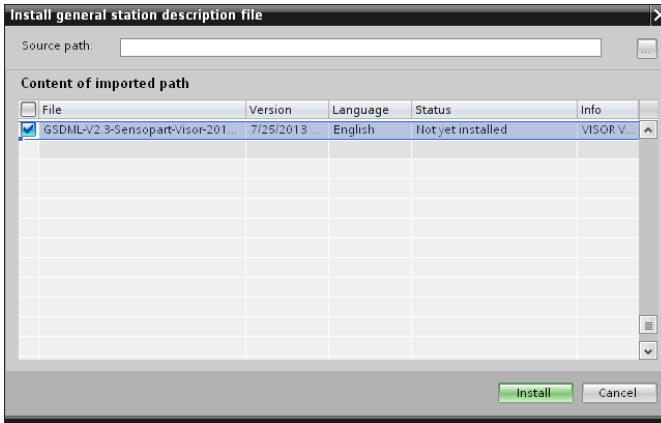 Install general station description file
Source path:
...
Content of imported path
File Version Language Status Info
GSDML-V2.3-Sensopart-Visor-201... 7/25/2013 ... English Not yet installed VISOR V...
Install Cancel